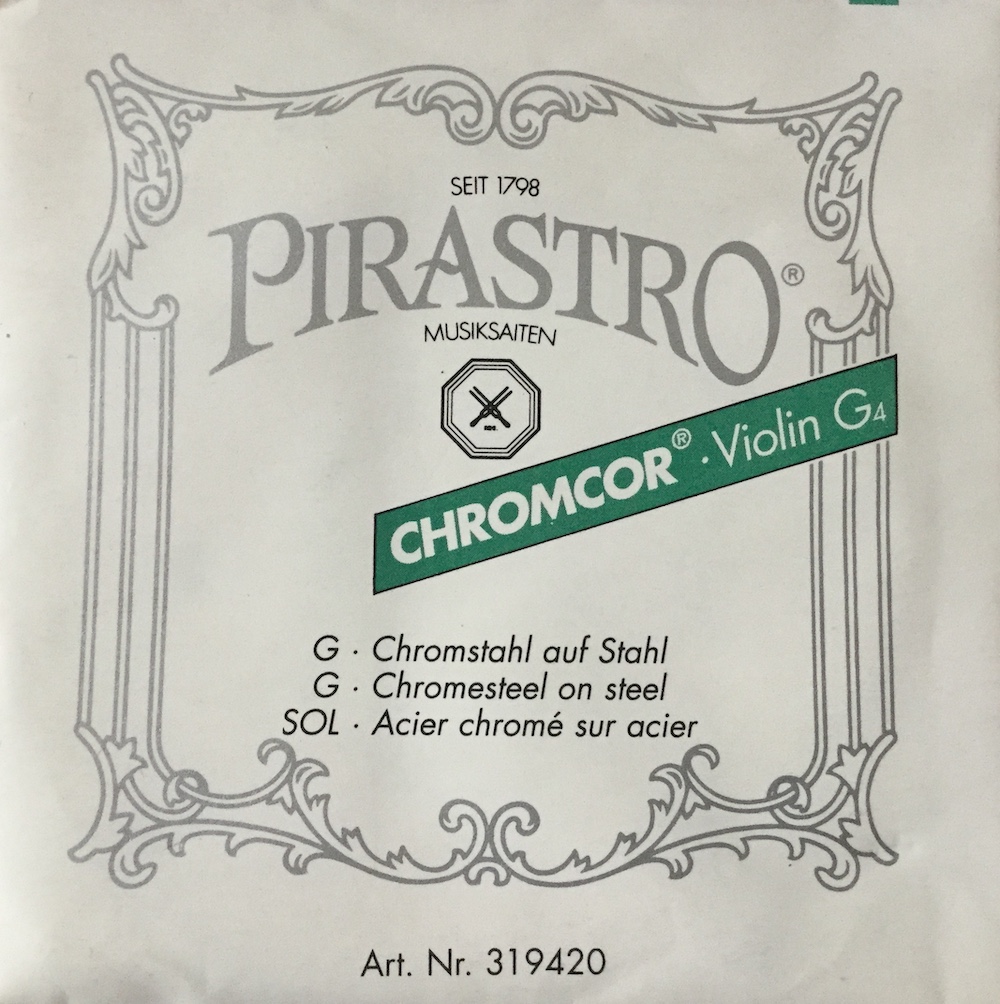 SEIT 1798
PIRASTRO®
MUSIKSAITEN
CHROMCOR® · Violin G4
G · Chromstahl auf Stahl
G · Chromesteel on steel
SOL · Acier chromé sur acier
Art. Nr. 319420